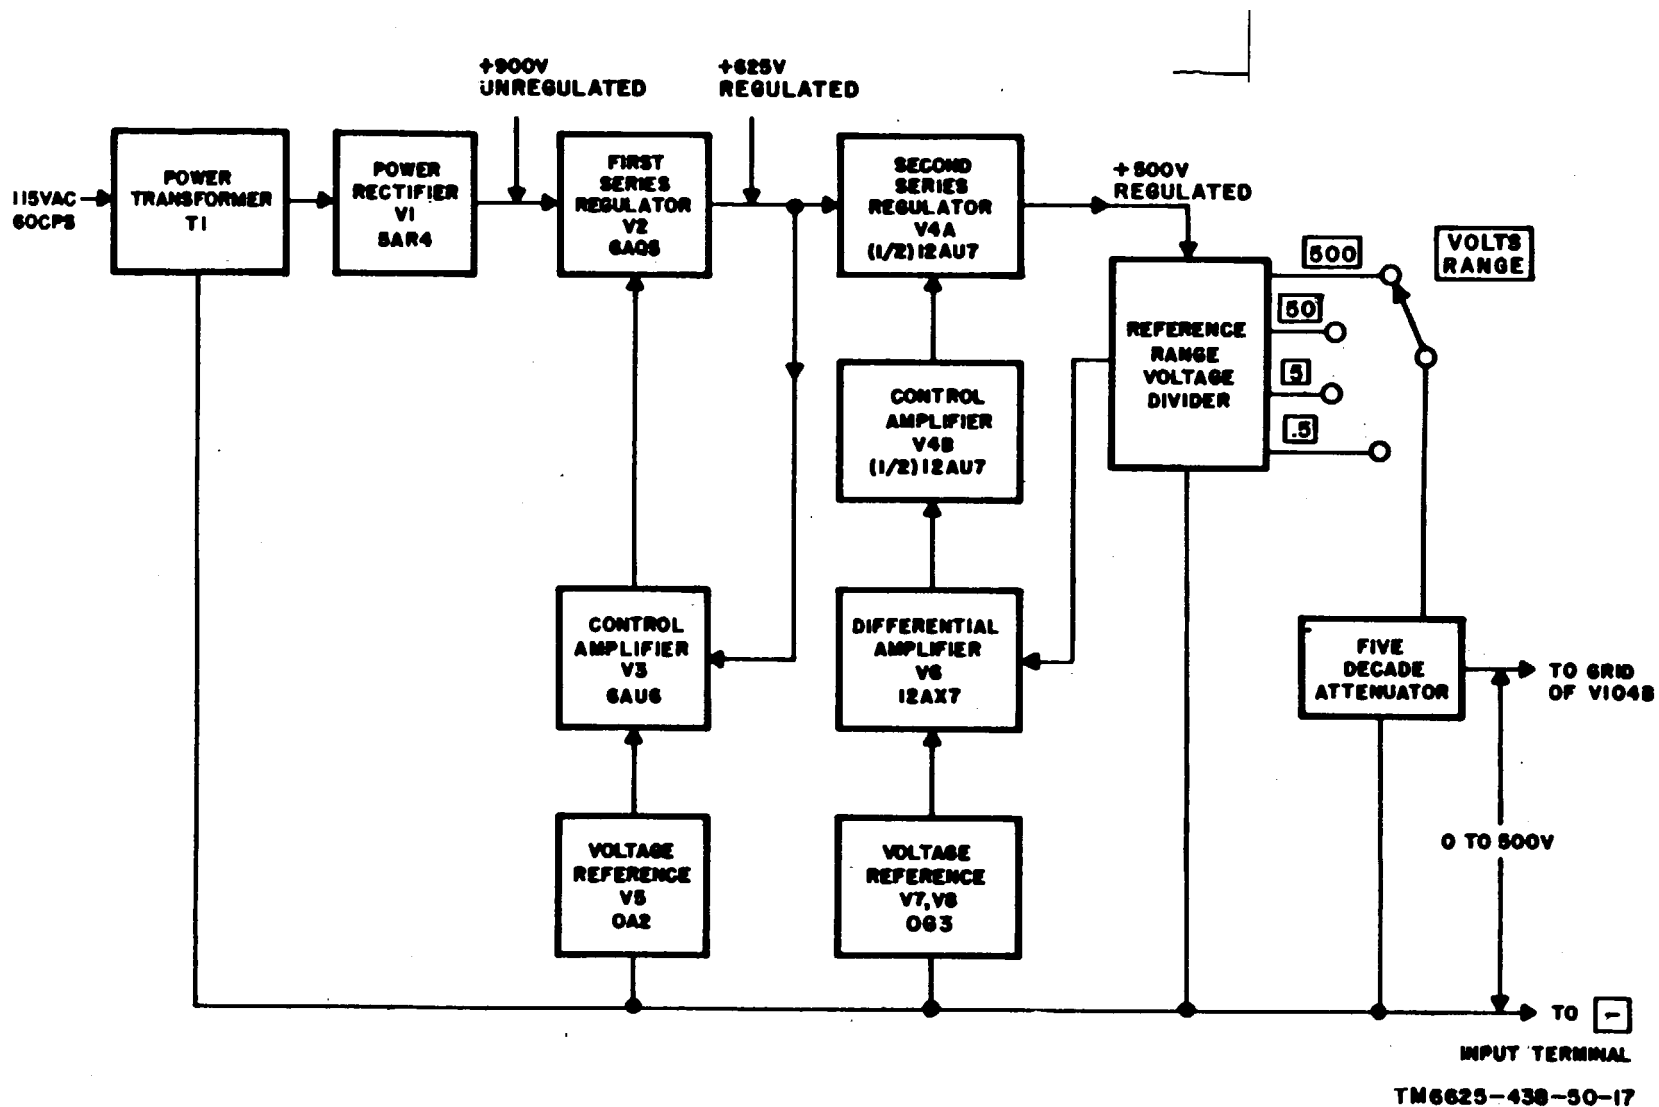 +900V
UNREGULATED
+625V
REGULATED
115VAC
60CPS
POWER
TRANSFORMER
T1
POWER
RECTIFIER
V1
5AR4
FIRST
SERIES
REGULATOR
V2
6AQ5
SECOND
SERIES
REGULATOR
V4A
(1/2)12AU7
+500V
REGULATED
500
VOLTS
RANGE
50
5
.5
REFERENCE
RANGE
VOLTAGE
DIVIDER
CONTROL
AMPLIFIER
V4B
(1/2)12AU7
CONTROL
AMPLIFIER
V3
6AU6
DIFFERENTIAL
AMPLIFIER
V6
12AX7
FIVE
DECADE
ATTENUATOR
TO GRID
OF V104B
VOLTAGE
REFERENCE
V5
OA2
VOLTAGE
REFERENCE
V7,V8
OG3
0 TO 500V
TO -
INPUT TERMINAL
TM6625-438-50-17